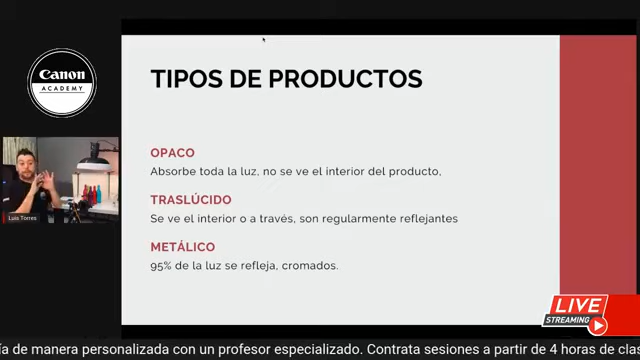 Canon
ACADEMY
TIPOS DE PRODUCTOS
OPACO
Absorbe toda la luz, no se ve el interior del producto,
TRASLÚCIDO
Se ve el interior o a través, son regularmente reflejantes
METÁLICO
95% de la luz se refleja, cromados.
Luis Torres
LIVE
STREAMING
ía de manera personalizada con un profesor especializado. Contrata sesiones a partir de 4 horas de clas